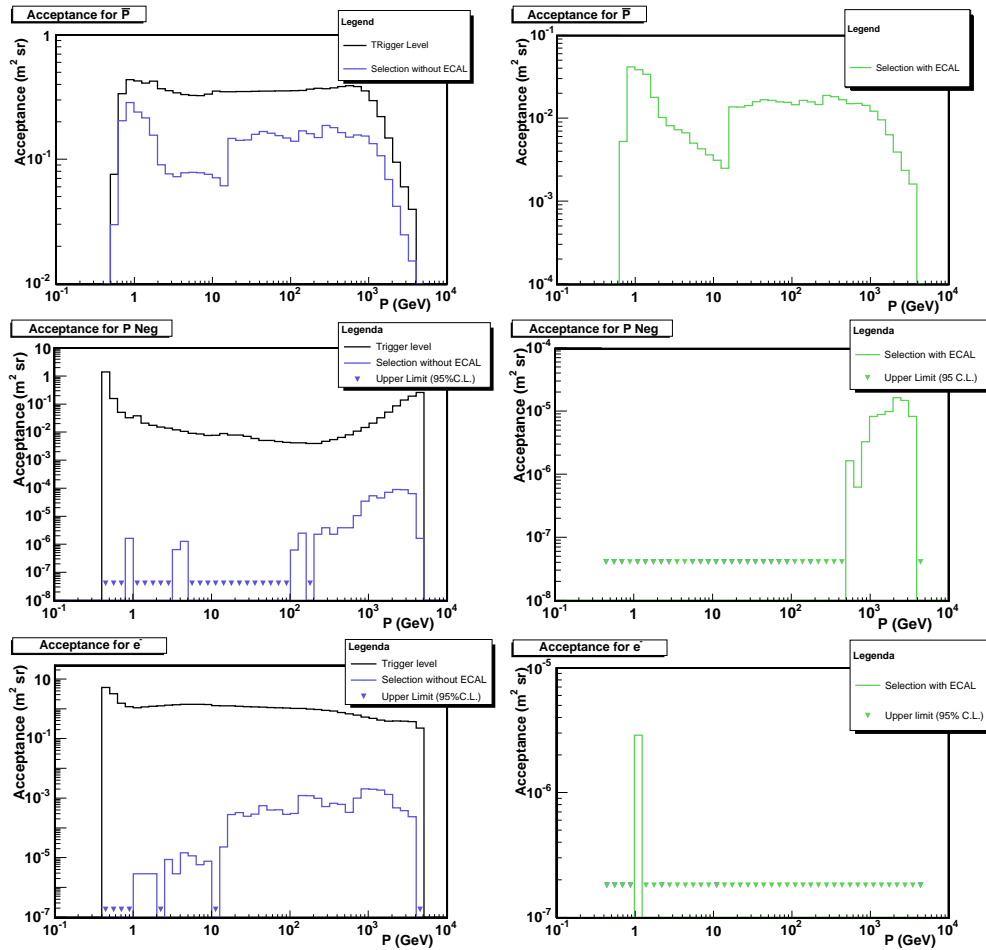 Acceptance for P̅
Legend
TRigger Level
Selection without ECAL
Acceptance (m² sr)
1
10⁻¹
10⁻²
10⁻¹ 1 10 10² 10³ 10⁴
P (GeV)
Acceptance for P̅
Legend
Selection with ECAL
Acceptance (m² sr)
10⁻¹
10⁻²
10⁻³
10⁻⁴
10⁻¹ 1 10 10² 10³ 10⁴
P (GeV)
Acceptance for P Neg
Legenda
Trigger level
Selection without ECAL
Upper Limit (95%C.L.)
Acceptance (m² sr)
10
1
10⁻¹
10⁻²
10⁻³
10⁻⁴
10⁻⁵
10⁻⁶
10⁻⁷
10⁻⁸
10⁻¹ 1 10 10² 10³ 10⁴
P (GeV)
Acceptance for P Neg
Legenda
Selection with ECAL
Upper Limit (95 C.L.)
Acceptance (m² sr)
10⁻⁴
10⁻⁵
10⁻⁶
10⁻⁷
10⁻⁸
10⁻¹ 1 10 10² 10³ 10⁴
P (GeV)
Acceptance for e⁻
Legenda
Trigger level
Selection without ECAL
Upper Limit (95%C.L.)
Acceptance (m² sr)
10
10⁻¹
10⁻³
10⁻⁵
10⁻⁷
10⁻¹ 1 10 10² 10³ 10⁴
P (GeV)
Acceptance for e⁻
Legenda
Selection with ECAL
Upper limit (95% C.L.)
Acceptance (m² sr)
10⁻⁵
10⁻⁶
10⁻⁷
10⁻¹ 1 10 10² 10³ 10⁴
P (GeV)